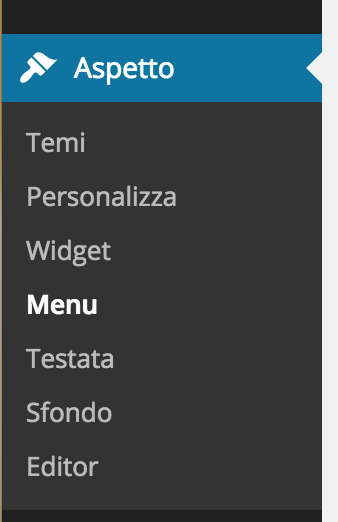 Aspetto
Temi
Personalizza
Widget
Menu
Testata
Sfondo
Editor